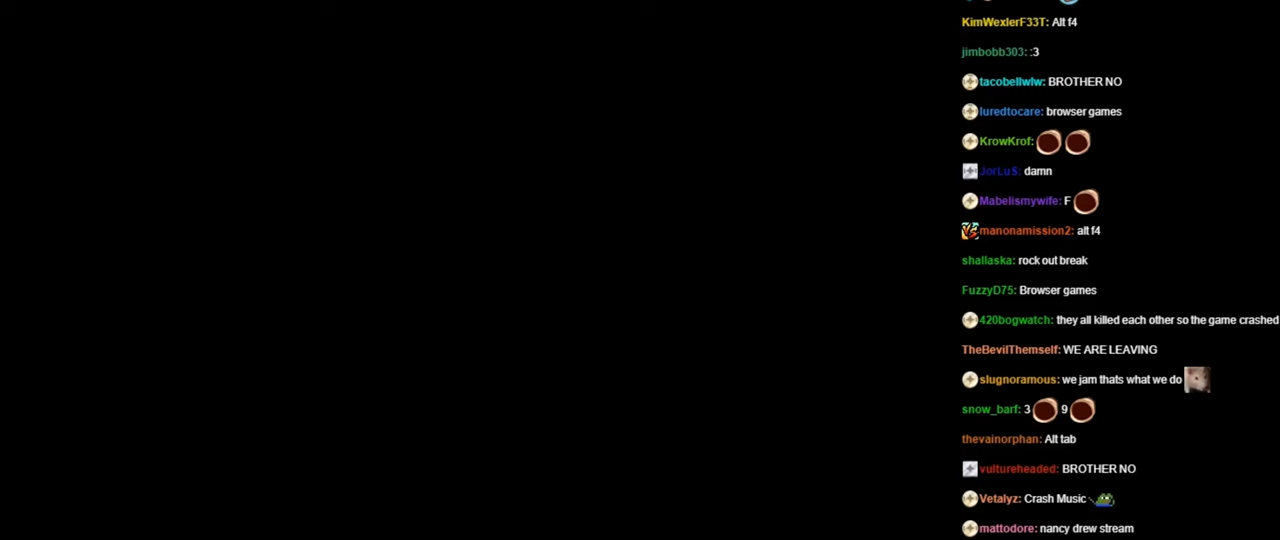 KimWexlerF33T: Alt f4
jimbobb303: :3
tacobellwlw: BROTHER NO
luredtocare: browser games
KrowKrof:
JorLuS: damn
Mabelismywife: F
manonamission2: alt f4
shallaska: rock out break
FuzzyD75: Browser games
420bogwatch: they all killed each other so the game crashed
TheBevilThemself: WE ARE LEAVING
slugnoramous: we jam thats what we do
snow_barf: 3 9
thevainorphan: Alt tab
vultureheaded: BROTHER NO
Vetalyz: Crash Music
mattodore: nancy drew stream